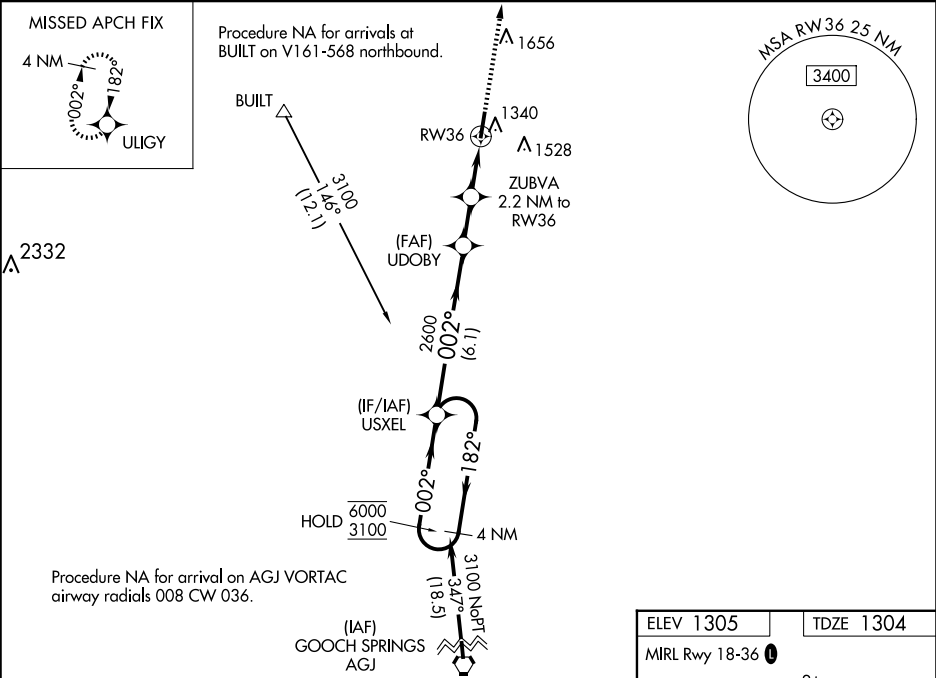 MISSED APCH FIX
4 NM
002°
182°
ULIGY
Procedure NA for arrivals at
BUILT on V161-568 northbound.
1656
MSA RW36 25 NM
3400
BUILT
1340
RW36
1528
3100
146°
(12.1)
ZUBVA
2.2 NM to
RW36
(FAF)
UDOBY
2332
2600
002°
(6.1)
(IF/IAF)
USXEL
002°
182°
HOLD
6000
3100
4 NM
3100 NoPT
347°
(18.5)
Procedure NA for arrival on AGJ VORTAC
airway radials 008 CW 036.
(IAF)
GOOCH SPRINGS
AGJ
ELEV 1305
TDZE 1304
MIRL Rwy 18-36 L